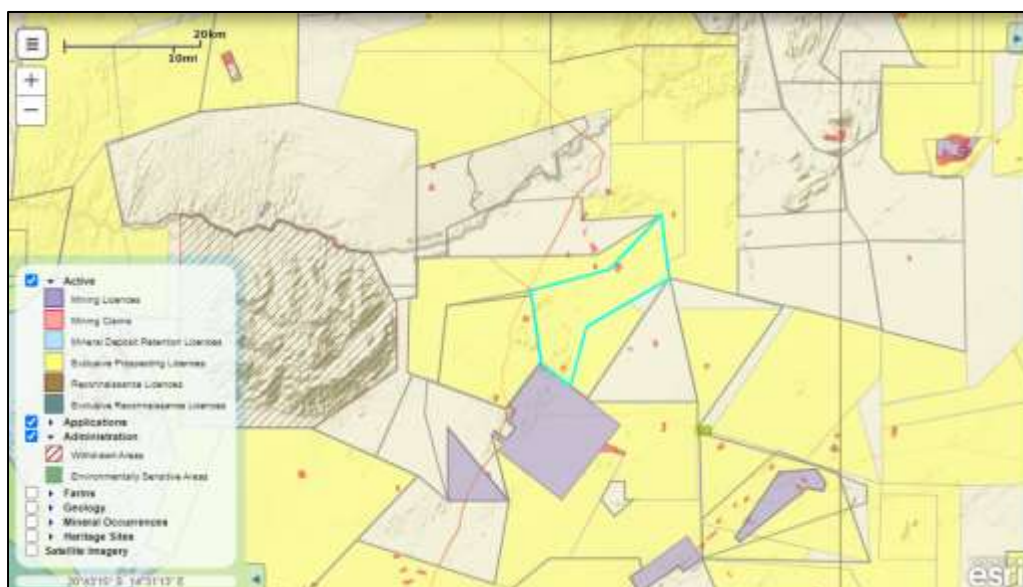 20km
10mi
Active
Mining Licences
Mining Claims
Mineral Deposit Retention Licences
Exclusive Prospecting Licences
Reconnaissance Licences
Exclusive Reconnaissance Licences
Applications
Administration
Withdrawn Areas
Environmentally Sensitive Areas
Farms
Geology
Mineral Occurrences
Heritage Sites
Satellite Imagery
esri